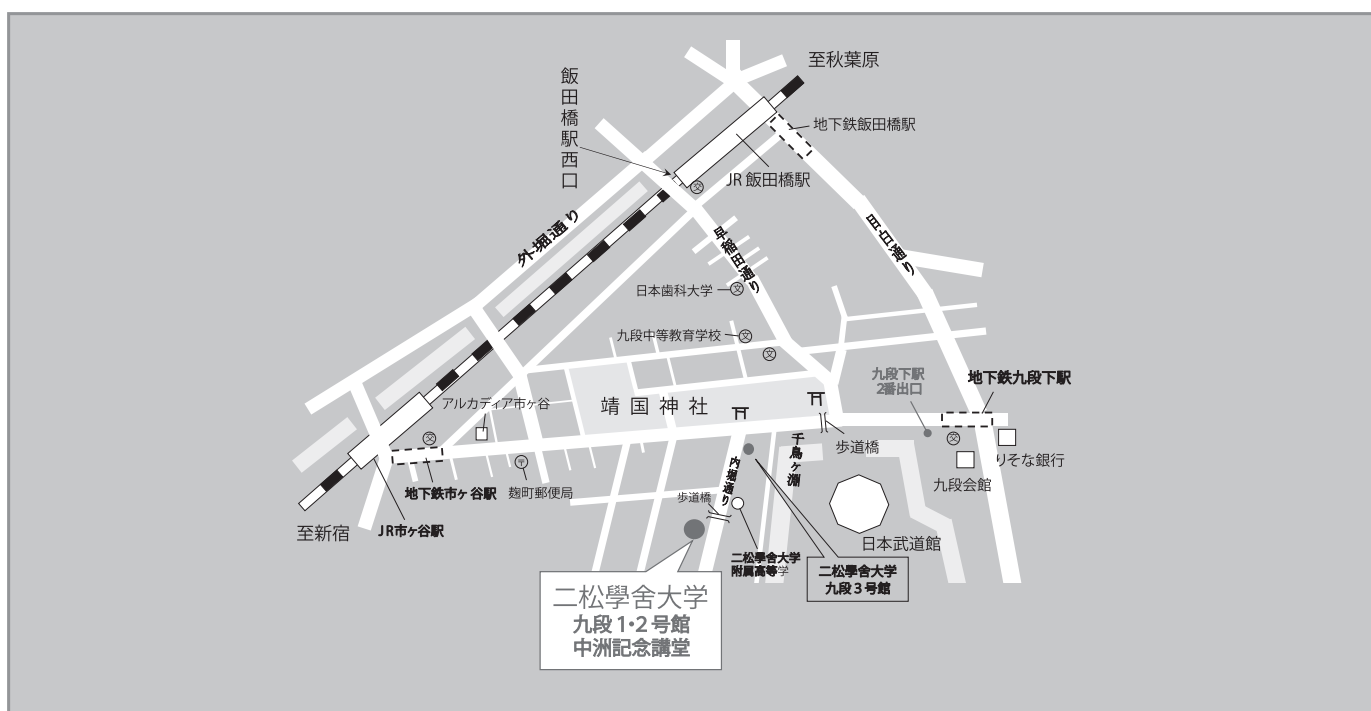 至秋葉原
飯田橋駅西口
地下鉄飯田橋駅
JR 飯田橋駅
文
外堀通り
早稲田通り
目白通り
日本歯科大学
文
九段中等教育学校
文
文
九段下駅
2番出口
地下鉄九段下駅
アルカディア市ヶ谷
靖国神社
文
歩道橋
文
りそな銀行
九段会館
千鳥ヶ淵
内堀通り
地下鉄市ヶ谷駅
〒
麹町郵便局
歩道橋
至新宿
JR市ヶ谷駅
日本武道館
二松學舍大学
附属高等学
二松學舍大学
九段3号館
二松學舍大学
九段1・2号館
中洲記念講堂